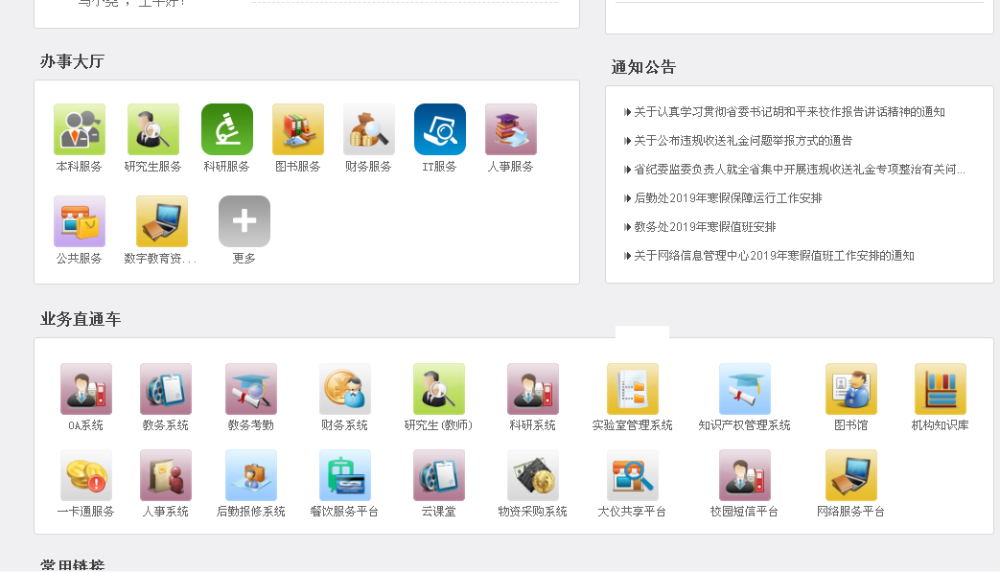 上午好!
办事大厅
本科服务
研究生服务
科研服务
图书服务
财务服务
IT服务
人事服务
公共服务
数字教育资...
更多
通知公告
关于认真学习贯彻省委书记胡和平来校作报告讲话精神的通知
关于公布违规收送礼金问题举报方式的通告
省纪委监委负责人就全省集中开展违规收送礼金专项整治有关问...
后勤处2019年寒假保障运行工作安排
教务处2019年寒假值班安排
关于网络信息管理中心2019年寒假值班工作安排的通知
业务直通车
OA系统
教务系统
教务考勤
财务系统
研究生(教师)
科研系统
实验室管理系统
知识产权管理系统
图书馆
机构知识库
一卡通服务
人事系统
后勤报修系统
餐饮服务平台
云课堂
物资采购系统
大仪共享平台
校园短信平台
网络服务平台
常用链接